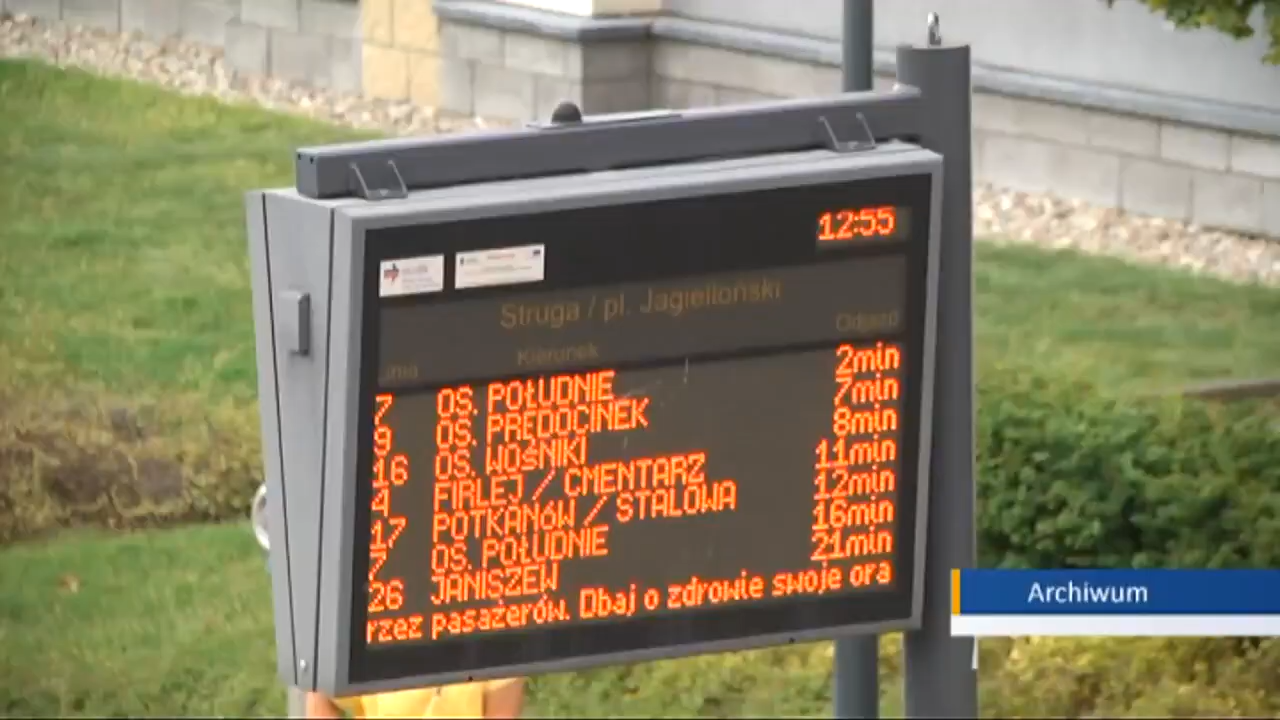 12:55
Struga / pl. Jagielloński
Kierunek Odjazd
7 OS. POŁUDNIE 2min
9 OS. PRĘDOCINEK 7min
16 OS. WOŚNIKI 8min
4 FIRLEJ / CMENTARZ 11min
17 POTKANÓW / STALOWA 12min
7 OS. POŁUDNIE 16min
26 JANISZEW 21min
rzez pasażerów. Dbaj o zdrowie swoje ora
Archiwum